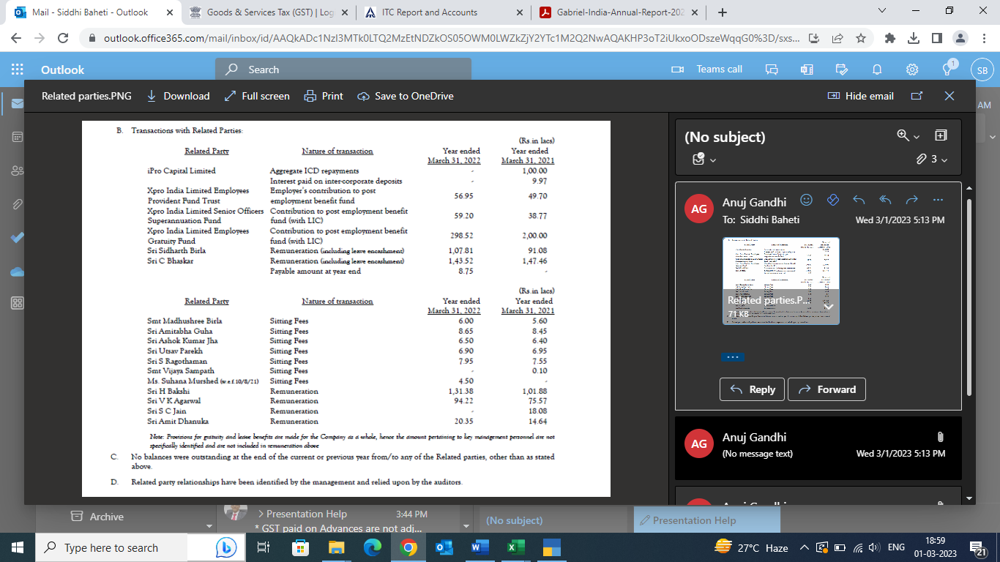 Mail - Siddhi Baheti - Outlook
Goods & Services Tax (GST) | Log
ITC Report and Accounts
Gabriel-India-Annual-Report-202
outlook.office365.com/mail/inbox/id/AAQkADc1NzI3MTk0LTQ2MzEtNDZkOS05OWM0LWZkZjY2YTc1M2Q2NwAQAKHP3oT2iUkxoODszeWqqG0%3D/sxs...
Outlook
Search
Teams call
1
SB
Related parties.PNG
Download
Full screen
Print
Save to OneDrive
Hide email
AM
B. Transactions with Related Parties:
(Rs.in lacs)
Related Party Nature of transaction Year ended Year ended
March 31, 2022 March 31, 2021
iPro Capital Limited Aggregate ICD repayments - 1,00.00
Interest paid on inter-corporate deposits - 9.97
Xpro India Limited Employees Employer's contribution to post
Provident Fund Trust employment benefit fund 56.95 49.70
Xpro India Limited Senior Officers Contribution to post employment benefit
Superannuation Fund fund (with LIC) 59.20 38.77
Xpro India Limited Employees Contribution to post employment benefit
Gratuity Fund fund (with LIC) 298.52 2,00.00
Sri Sidharth Birla Remuneration (including leave encashment) 1,07.81 91.08
Sri C Bhaskar Remuneration (including leave encashment) 1,43.52 1,47.46
Payable amount at year end 8.75 -
(Rs.in lacs)
Related Party Nature of transaction Year ended Year ended
March 31, 2022 March 31, 2021
Smt Madhushree Birla Sitting Fees 6.00 5.60
Sri Amitabha Guha Sitting Fees 8.65 8.45
Sri Ashok Kumar Jha Sitting Fees 6.50 6.40
Sri Utsav Parekh Sitting Fees 6.90 6.95
Sri S Ragothaman Sitting Fees 7.95 7.55
Smt Vijaya Sampath Sitting Fees - 0.10
Ms. Suhana Murshed (w.e.f.10/8/21) Sitting Fees 4.50 -
Sri H Bakshi Remuneration 1,31.38 1,01.88
Sri V K Agarwal Remuneration 94.22 75.57
Sri S C Jain Remuneration - 18.08
Sri Amit Dhanuka Remuneration 20.35 14.64
Note: Provisions for gratuity and leave benefits are made for the Company as a whole, hence the amount pertaining to key management personnel are not
specifically identified and are not included in remuneration above
C. No balances were outstanding at the end of the current or previous year from/to any of the Related parties, other than as stated
above.
D. Related party relationships have been identified by the management and relied upon by the auditors.
(No subject)
3
AG
Anuj Gandhi
To: Siddhi Baheti
Wed 3/1/2023 5:13 PM
Related parties.P...
71 KB
Reply
Forward
AG
Anuj Gandhi
(No message text)
Wed 3/1/2023 5:13 PM
Archive
Presentation Help
3:44 PM
* GST paid on Advances are not adj...
(No subject)
Presentation Help
Type here to search
27°C Haze
ENG
18:59
01-03-2023
21